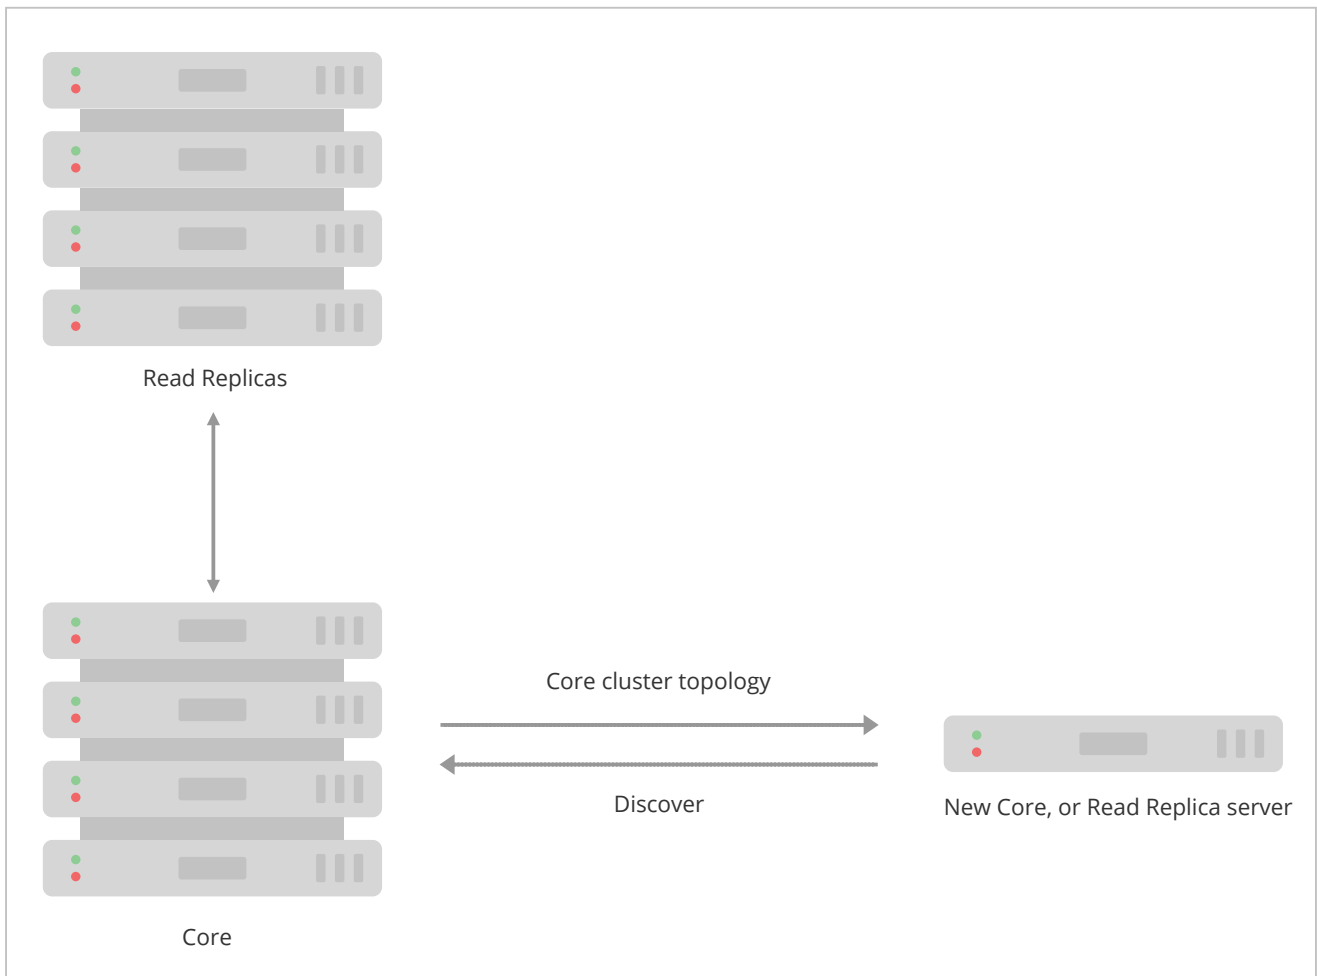 Read Replicas
Core cluster topology
Discover
New Core, or Read Replica server
Core